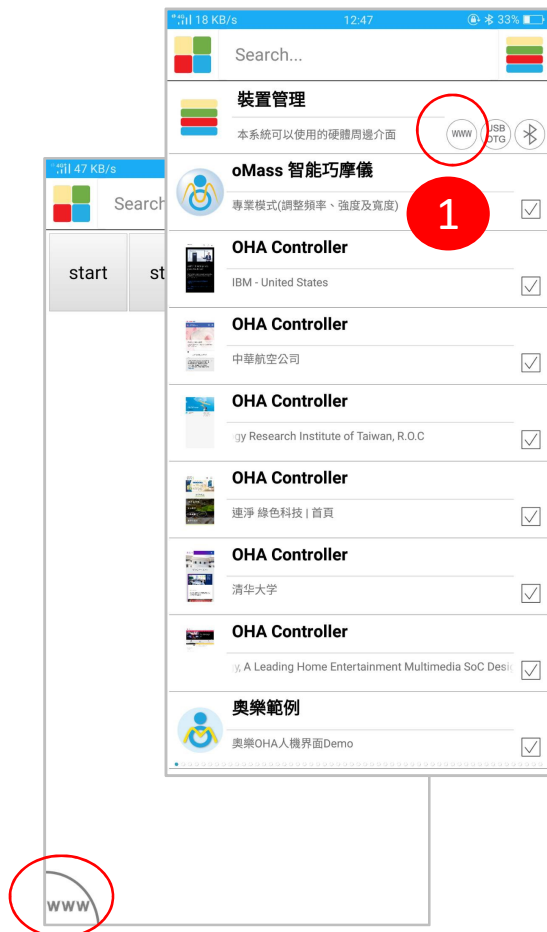 18 KB/s 12:47 33%
Search...
裝置管理
本系統可以使用的硬體周邊介面
WWW
USB OTG
oMass 智能巧摩儀
專業模式(調整頻率、強度及寬度)
1
OHA Controller
IBM - United States
OHA Controller
中華航空公司
OHA Controller
gy Research Institute of Taiwan, R.O.C
OHA Controller
連淨 綠色科技 | 首頁
OHA Controller
清华大学
OHA Controller
y, A Leading Home Entertainment Multimedia SoC Desi
奧樂範例
奧樂OHA人機界面Demo
47 KB/s
Search
start st
WWW